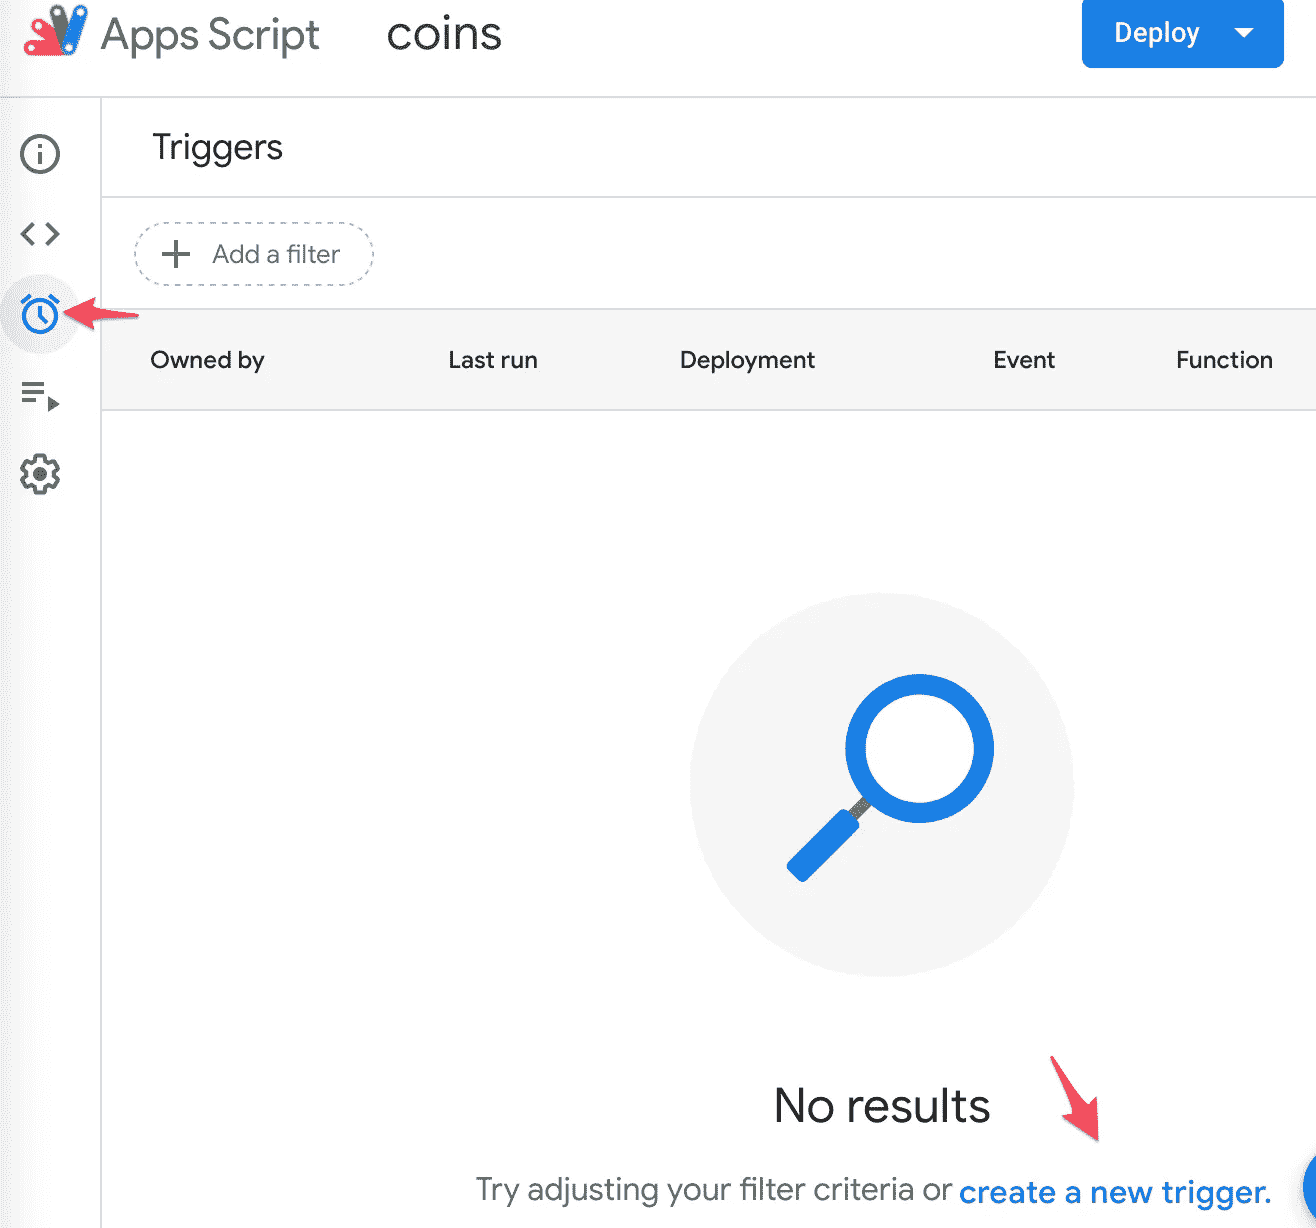 Apps Script coins Deploy
Triggers
Add a filter
Owned by Last run Deployment Event Function
No results
Try adjusting your filter criteria or create a new trigger.